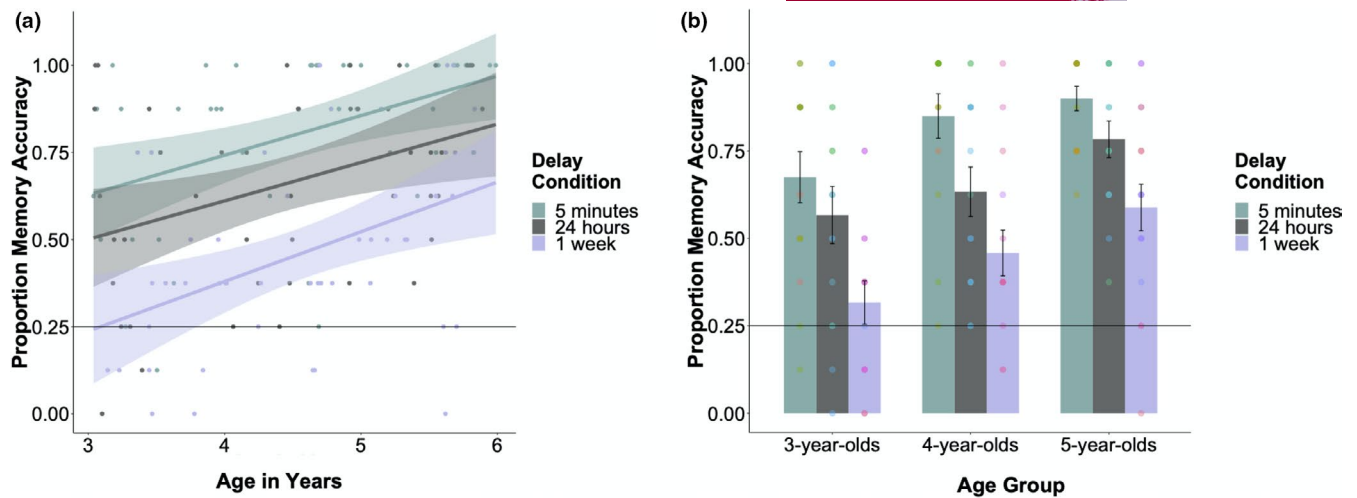 (a)
Proportion Memory Accuracy
1.00
0.75
0.50
0.25
0.00
3
4
5
6
Age in Years
Delay
Condition
5 minutes
24 hours
1 week
(b)
Proportion Memory Accuracy
1.00
0.75
0.50
0.25
0.00
3-year-olds
4-year-olds
5-year-olds
Age Group
Delay
Condition
5 minutes
24 hours
1 week